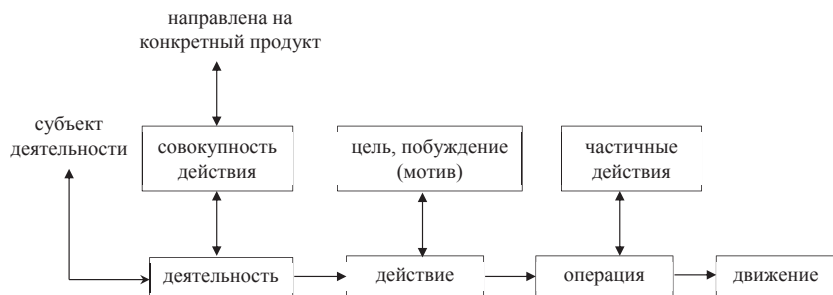 направлена на
конкретный продукт
субъект
деятельности
совокупность
действия
цель, побуждение
(мотив)
частичные
действия
деятельность
действие
операция
движение